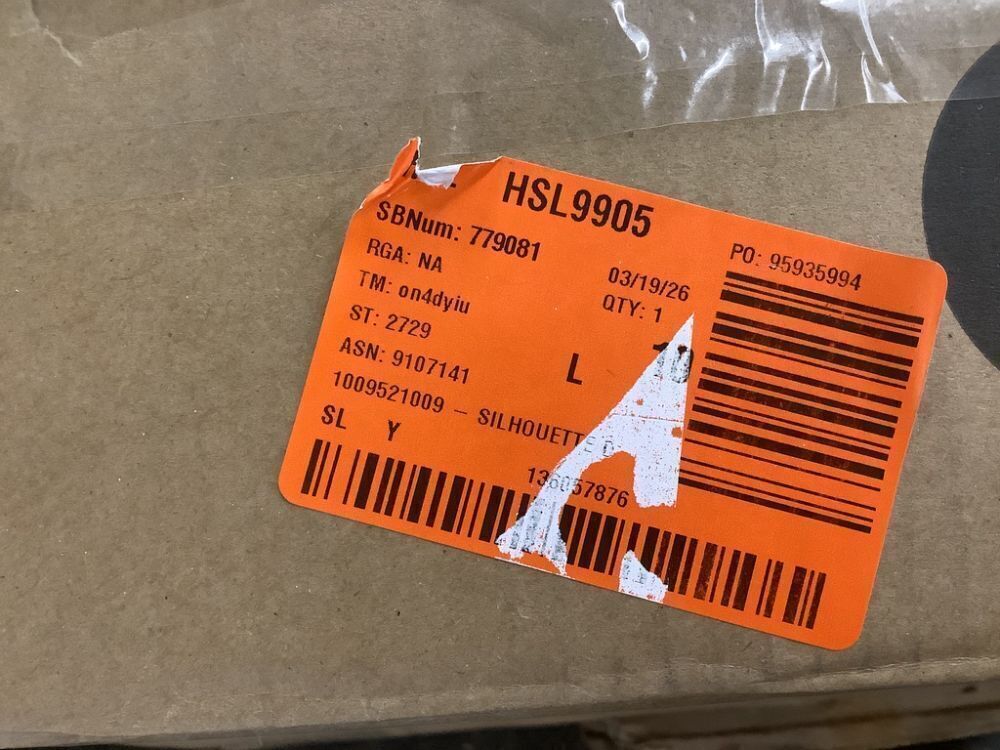 HSL9905
SBNum: 779081
RGA: NA
TM: on4dyiu
ST: 2729
ASN: 9107141
1009521009 – SILHOUETTE D
SL Y
03/19/26
QTY: 1
L 10
136057876
PO: 95935994